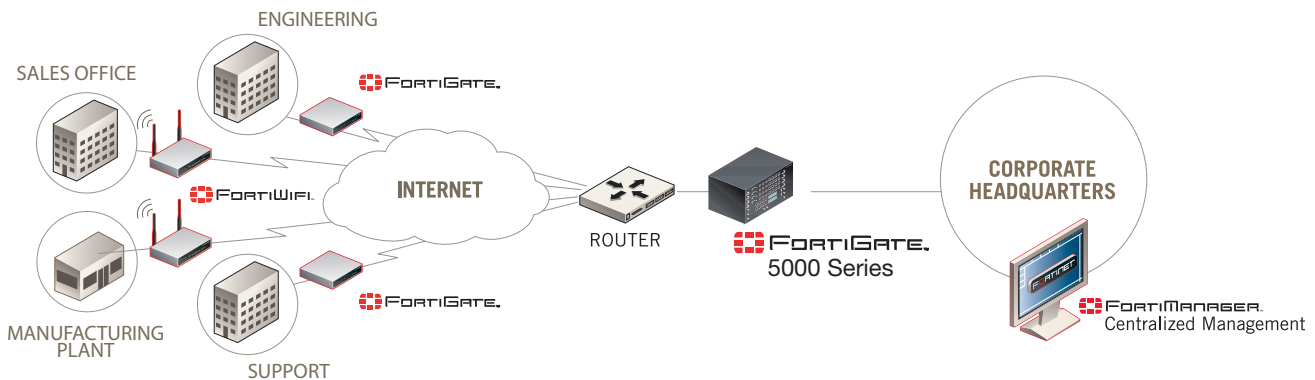 ENGINEERING
SALES OFFICE
FORTIGATE.
FORTIWIFI.
INTERNET
MANUFACTURING
PLANT
SUPPORT
FORTIGATE.
ROUTER
FORTIGATE.
5000 Series
CORPORATE
HEADQUARTERS
FORTINET
FORTIMANAGER.
Centralized Management